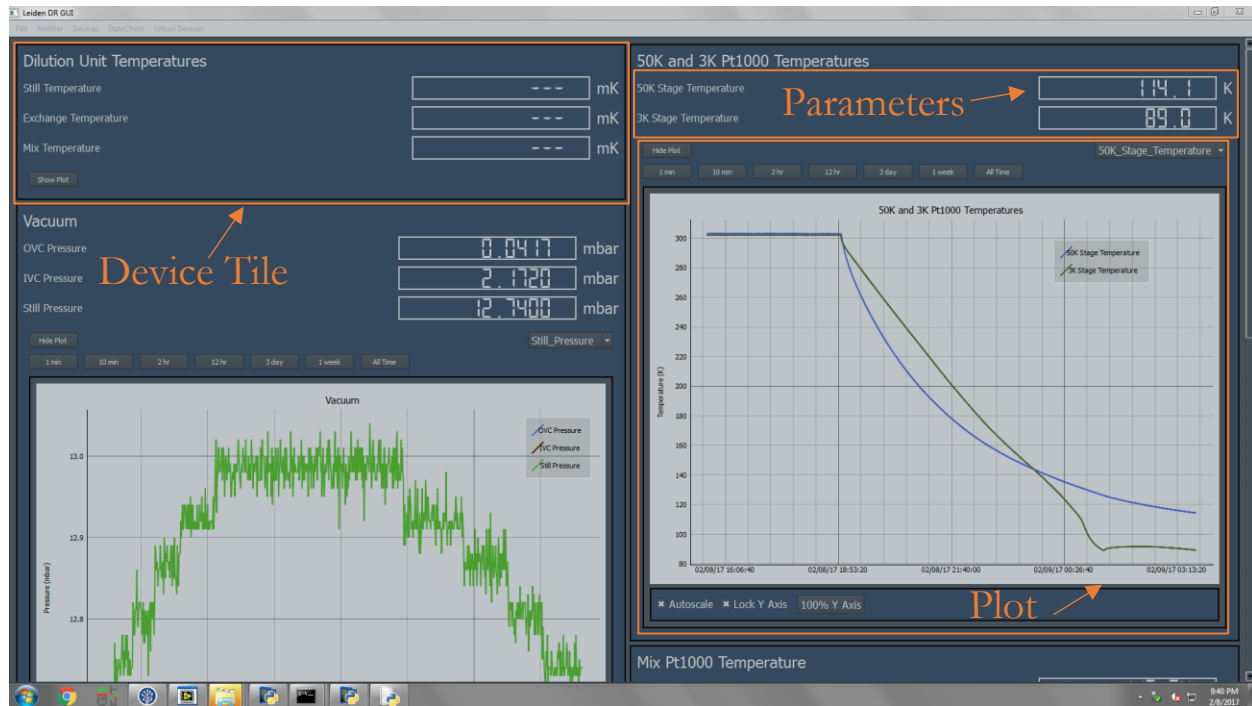 Leiden DR GUI
File Notifier Devices DataChest Virtual Devices
Dilution Unit Temperatures
Still Temperature --- mK
Exchange Temperature --- mK
Mix Temperature --- mK
Show Plot
Device Tile
Vacuum
OVC Pressure 0.0417 mbar
IVC Pressure 2.1720 mbar
Still Pressure 12.7400 mbar
Hide Plot Still_Pressure
1 min 10 min 2 hr 12 hr 3 day 1 week All Time
Vacuum
OVC Pressure
IVC Pressure
Still Pressure
13.0
12.9
12.8
Pressure (mbar)
50K and 3K Pt1000 Temperatures
50K Stage Temperature 114.1 K
3K Stage Temperature 89.0 K
Parameters
Hide Plot 50K_Stage_Temperature
1 min 10 min 2 hr 12 hr 3 day 1 week All Time
50K and 3K Pt1000 Temperatures
50K Stage Temperature
3K Stage Temperature
300
280
260
240
220
200
180
160
140
120
100
80
Temperature (K)
02/08/17 16:06:40 02/08/17 18:53:20 02/08/17 21:40:00 02/09/17 00:26:40 02/09/17 03:13:20
Autoscale Lock Y Axis 100% Y Axis
Plot
Mix Pt1000 Temperature
9:40 PM
2/8/2017